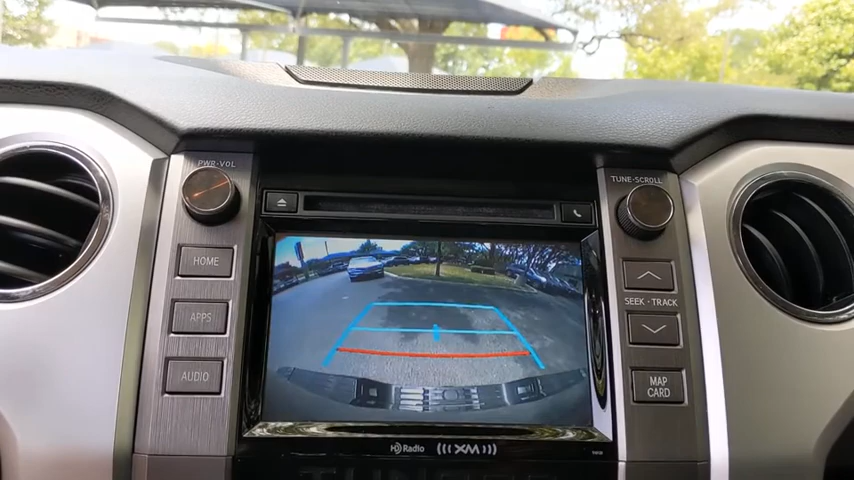 PWR·VOL
TUNE·SCROLL
HOME
APPS
AUDIO
SEEK·TRACK
MAP
CARD
HD Radio
XM